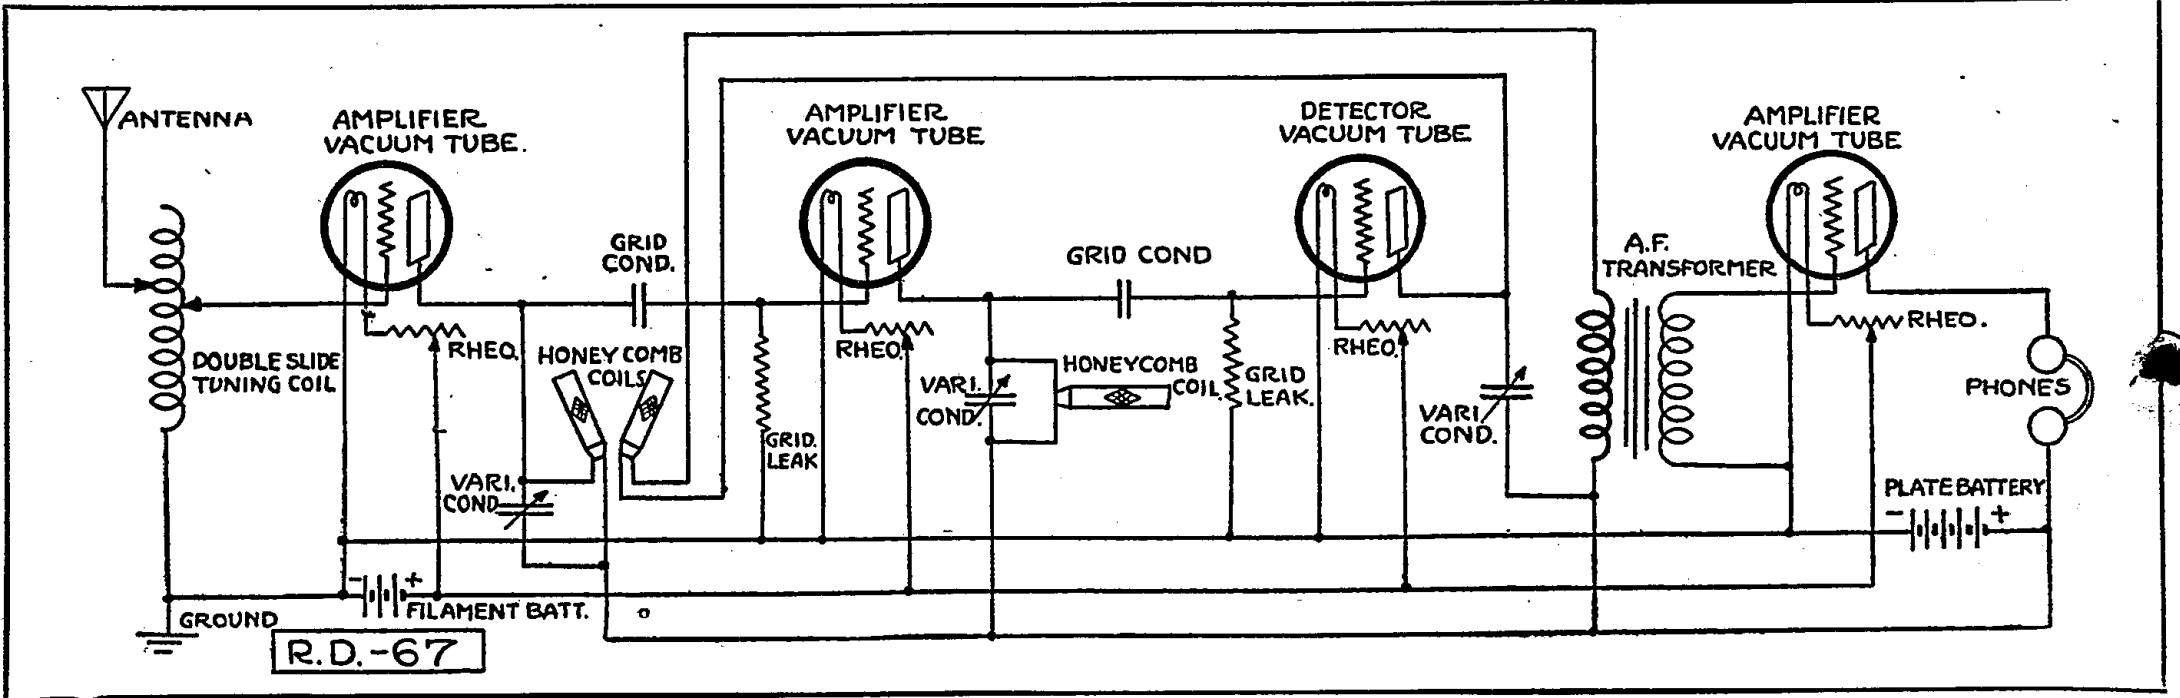 ANTENNA
AMPLIFIER
VACUUM TUBE.
AMPLIFIER
VACUUM TUBE
DETECTOR
VACUUM TUBE
AMPLIFIER
VACUUM TUBE
GRID
COND.
GRID COND
A.F.
TRANSFORMER
DOUBLE SLIDE
TUNING COIL
RHEO.
HONEY COMB
COILS
RHEO.
VARI.
COND.
HONEYCOMB
COIL.
GRID
LEAK.
RHEO.
VARI.
COND.
RHEO.
PHONES
GRID.
LEAK
VARI.
COND
PLATE BATTERY
- +
- +
FILAMENT BATT.
GROUND
R.D.-67